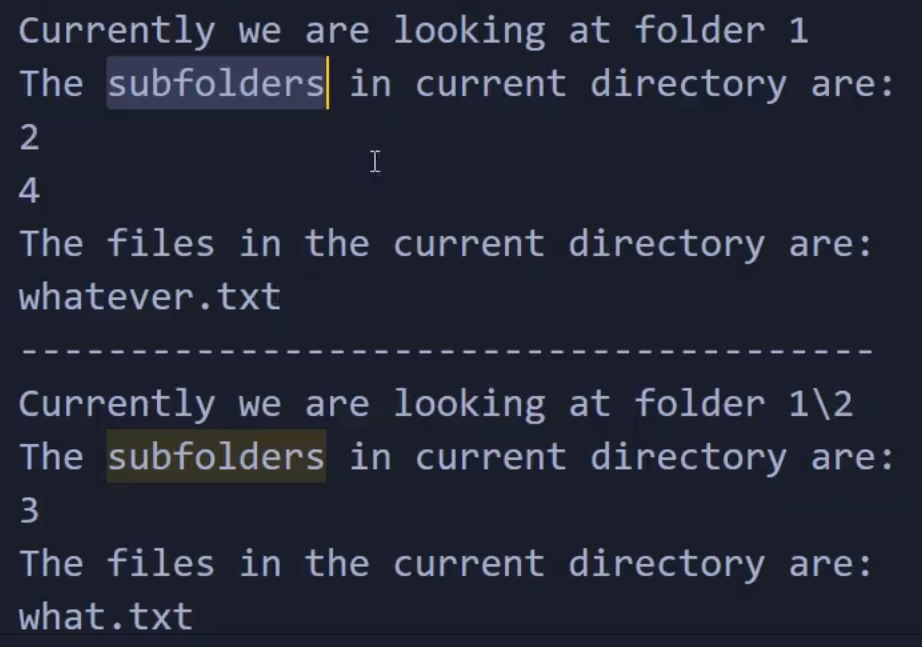 Currently we are looking at folder 1
The subfolders in current directory are:
2
4
The files in the current directory are:
whatever.txt
---------------------------------------
Currently we are looking at folder 1\2
The subfolders in current directory are:
3
The files in the current directory are:
what.txt